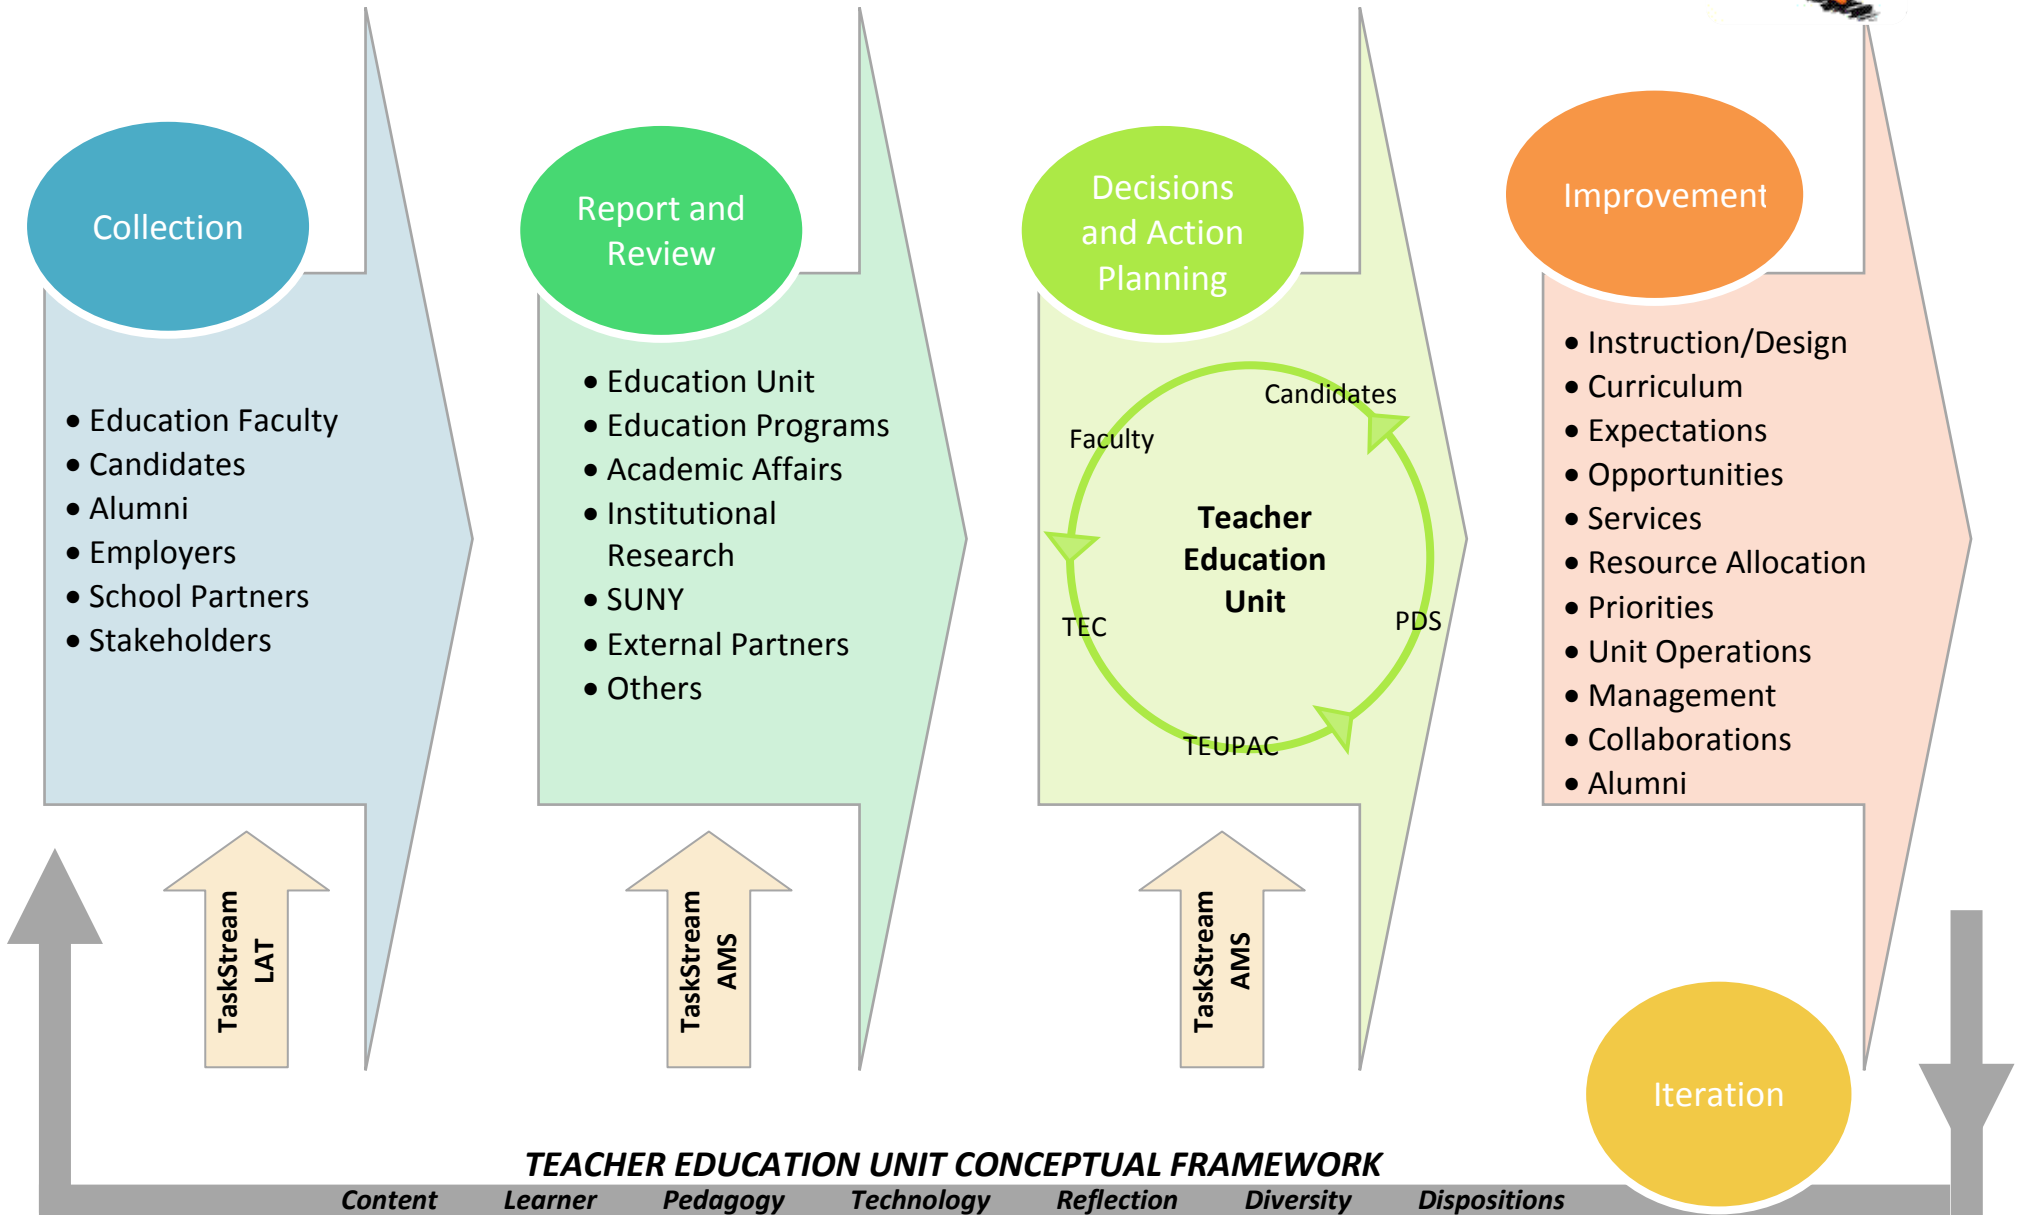 Collection
• Education Faculty
• Candidates
• Alumni
• Employers
• School Partners
• Stakeholders
TaskStream
LAT
Report and
Review
• Education Unit
• Education Programs
• Academic Affairs
• Institutional
Research
• SUNY
• External Partners
• Others
TaskStream
AMS
Decisions
and Action
Planning
Candidates
Faculty
Teacher
Education
Unit
TEC
PDS
TEUPAC
TaskStream
AMS
Improvement
• Instruction/Design
• Curriculum
• Expectations
• Opportunities
• Services
• Resource Allocation
• Priorities
• Unit Operations
• Management
• Collaborations
• Alumni
Iteration
TEACHER EDUCATION UNIT CONCEPTUAL FRAMEWORK
Content Learner Pedagogy Technology Reflection Diversity Dispositions